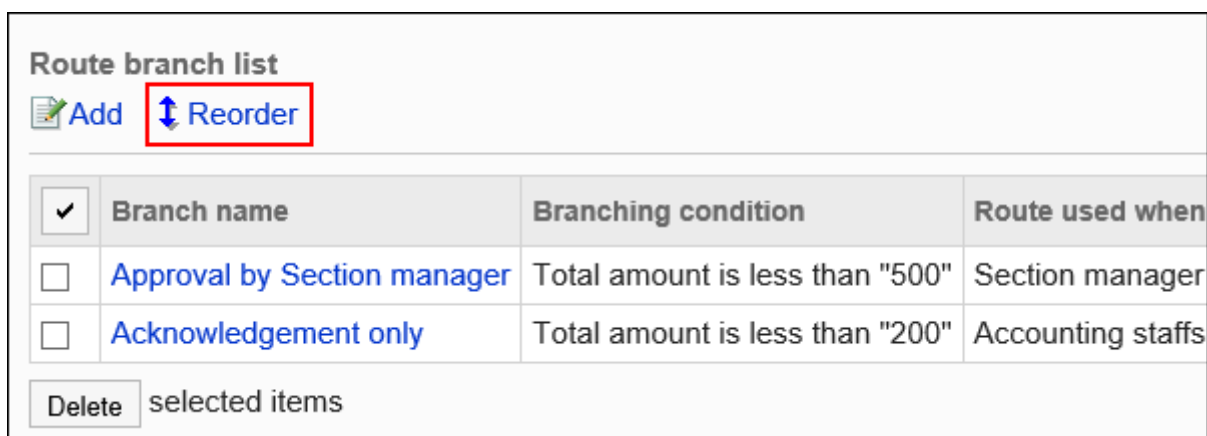 Route branch list
Add Reorder
Branch name Branching condition Route used when
Approval by Section manager Total amount is less than "500" Section manager
Acknowledgement only Total amount is less than "200" Accounting staffs
Delete selected items